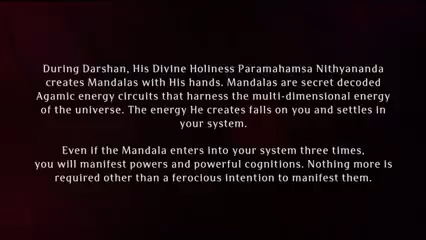 During Darshan, His Divine Holiness Paramahamsa Nithyananda
creates Mandalas with His hands. Mandalas are secret decoded
Agamic energy circuits that harness the multi-dimensional energy
of the universe. The energy He creates falls on you and settles in
your system.
Even if the Mandala enters into your system three times,
you will manifest powers and powerful cognitions. Nothing more is
required other than a ferocious intention to manifest them.